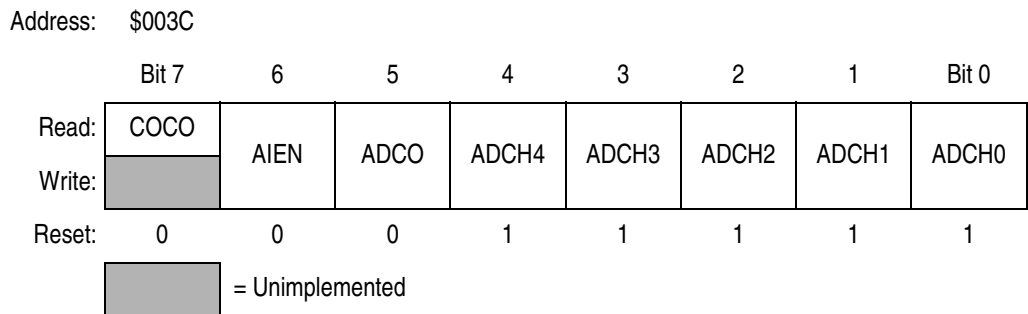 Address: $003C
Bit 7 6 5 4 3 2 1 Bit 0
Read: COCO
AIEN ADCO ADCH4 ADCH3 ADCH2 ADCH1 ADCH0
Write:
Reset: 0 0 0 1 1 1 1 1
= Unimplemented